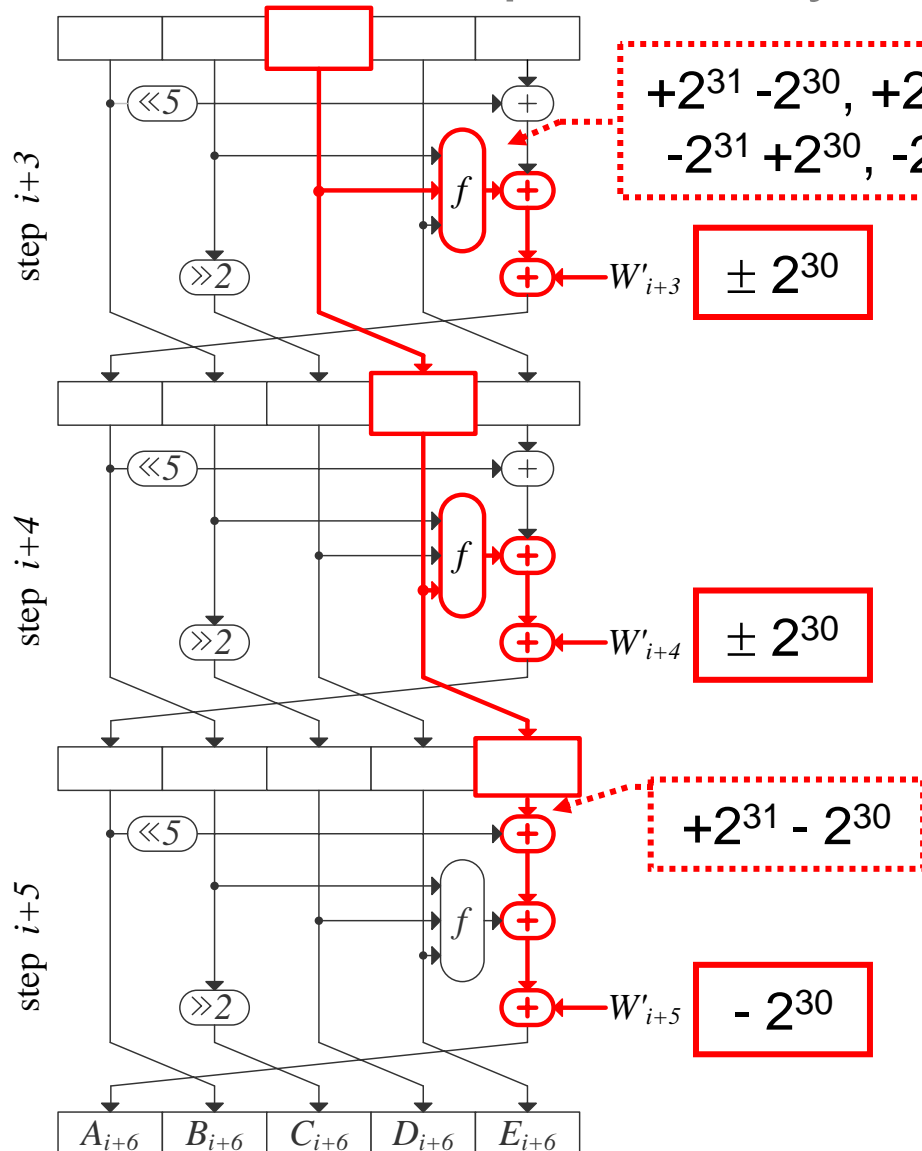 step i+3
≪5
+
+2³¹ -2³⁰, +2
-2³¹ +2³⁰, -2
f
+
≫2
+
W'ᵢ₊₃
± 2³⁰
step i+4
≪5
+
f
+
≫2
+
W'ᵢ₊₄
± 2³⁰
step i+5
≪5
+
+2³¹ - 2³⁰
f
+
≫2
+
W'ᵢ₊₅
- 2³⁰
Aᵢ₊₆ Bᵢ₊₆ Cᵢ₊₆ Dᵢ₊₆ Eᵢ₊₆